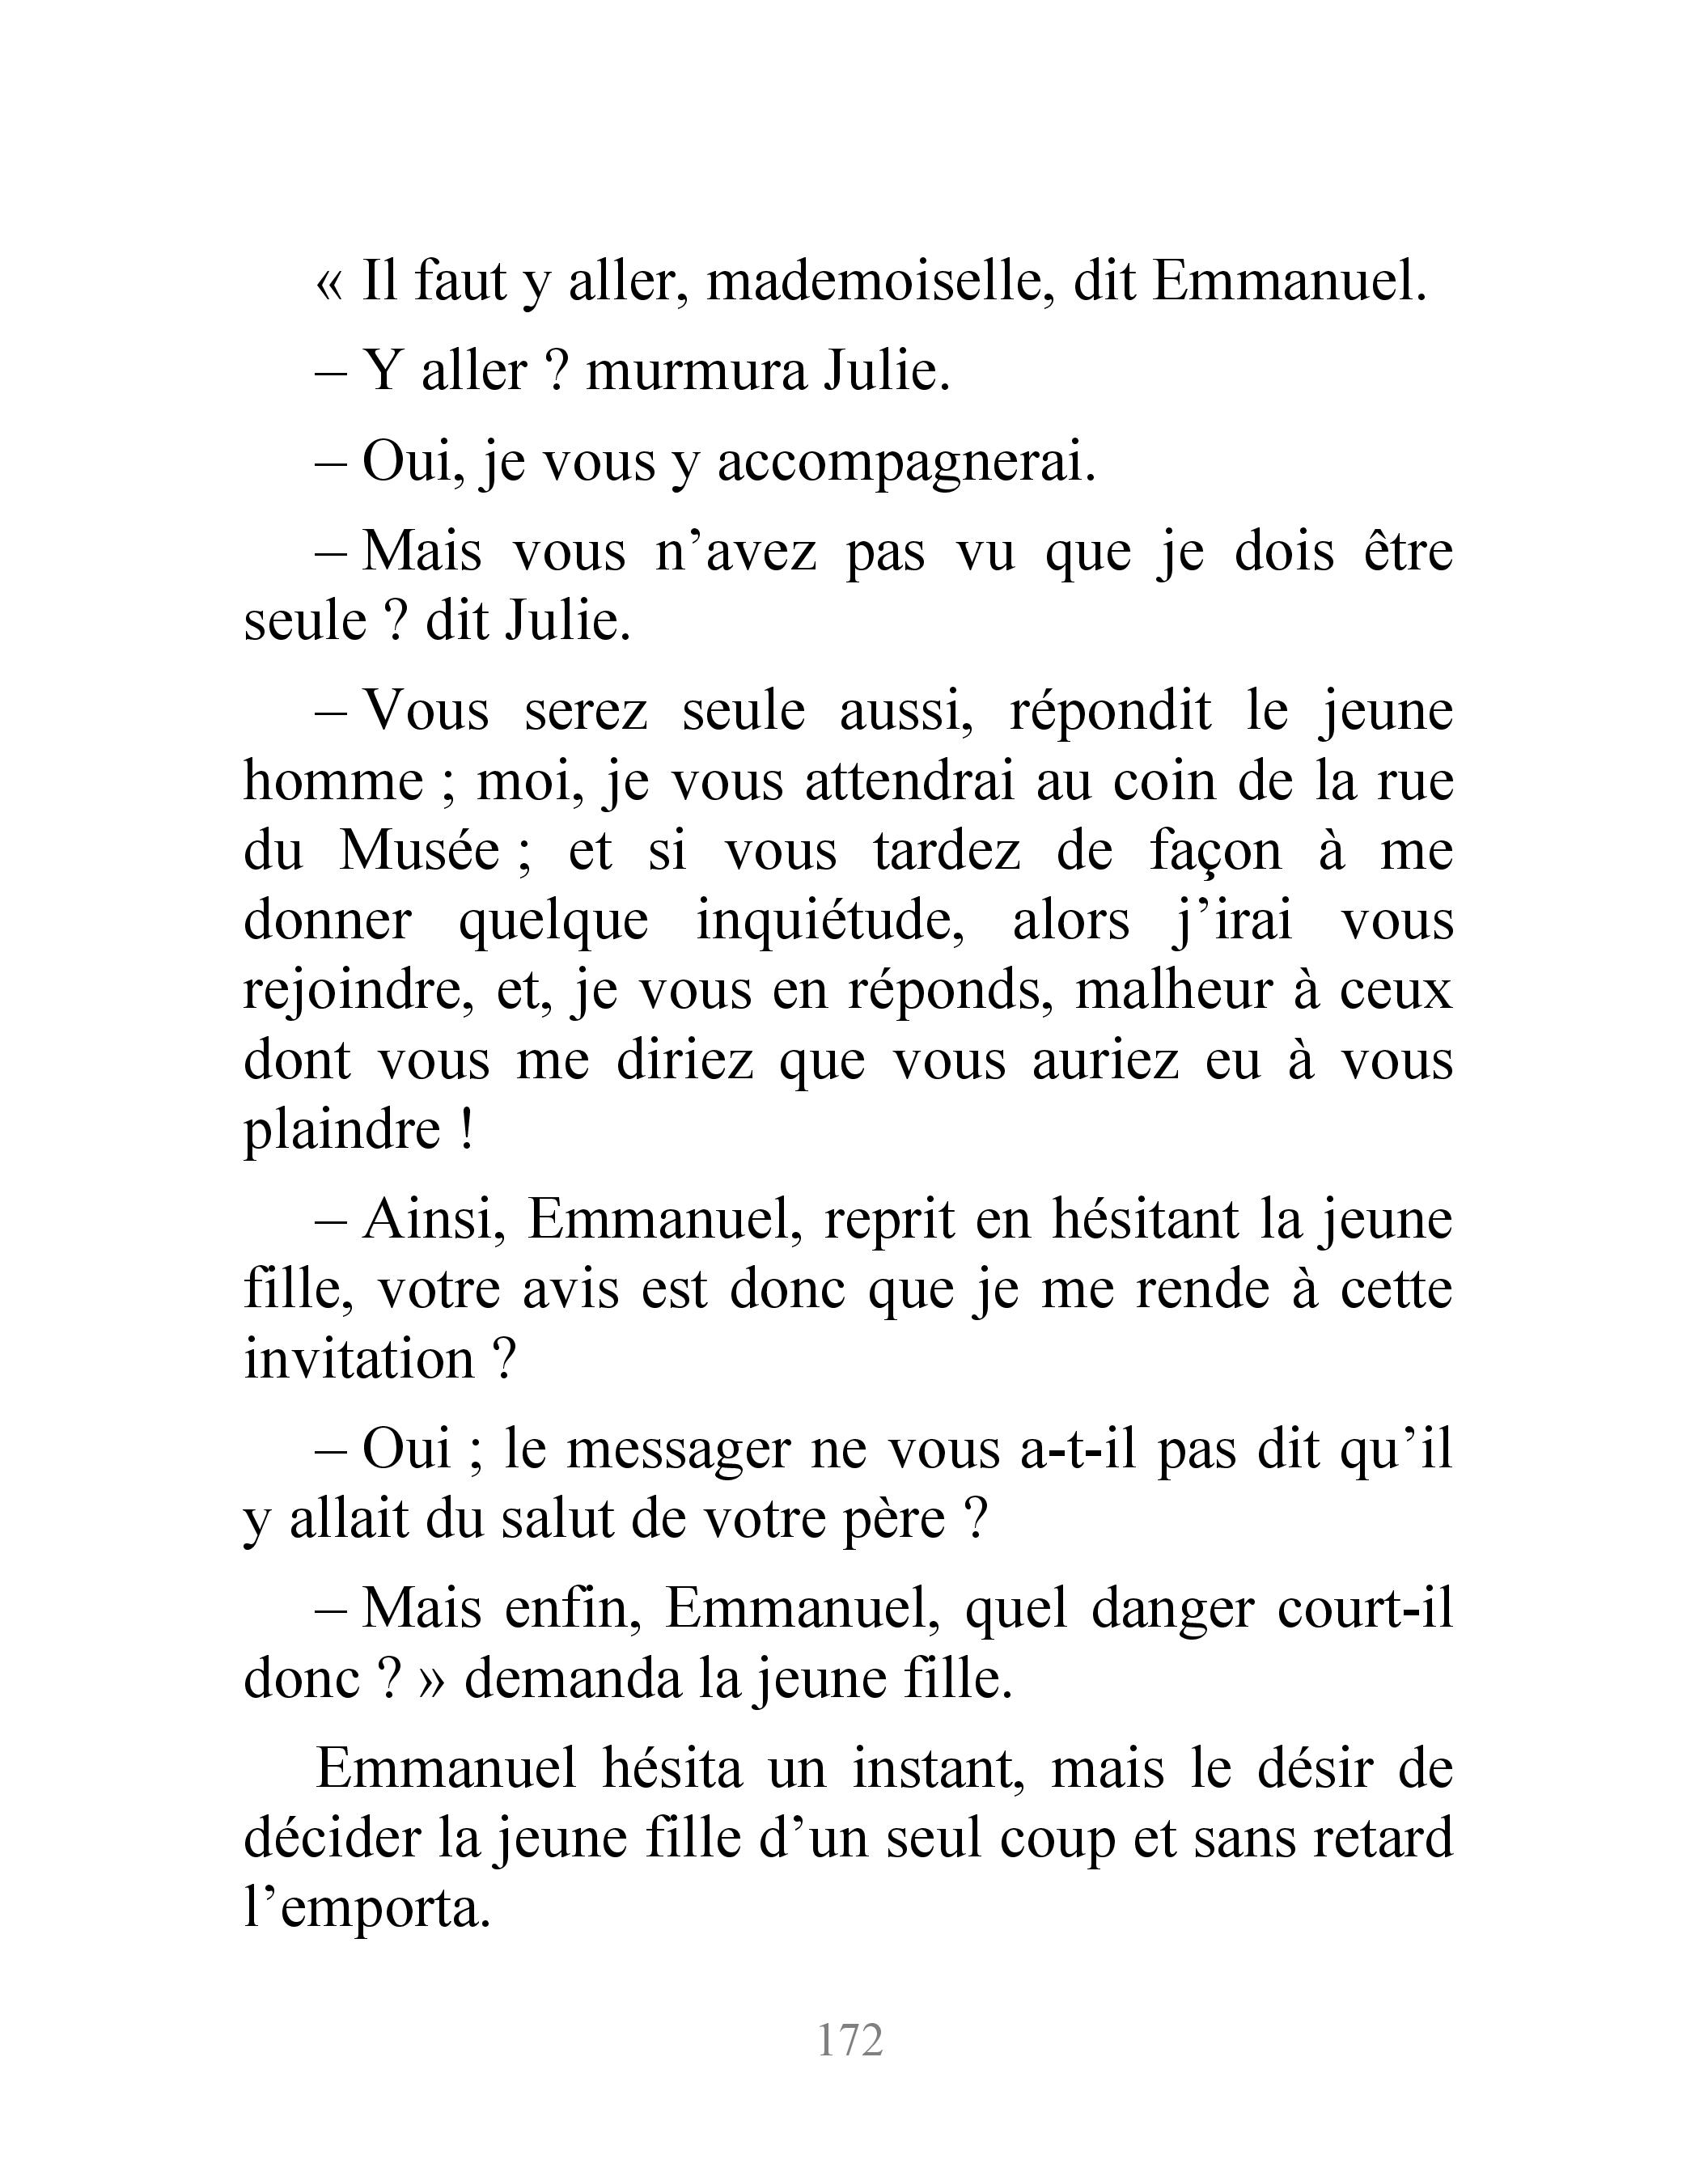 « Il faut y aller, mademoiselle, dit Emmanuel.
– Y aller ? murmura Julie.
– Oui, je vous y accompagnerai.
– Mais vous n’avez pas vu que je dois être
seule ? dit Julie.
– Vous serez seule aussi, répondit le jeune
homme ; moi, je vous attendrai au coin de la rue
du Musée ; et si vous tardez de façon à me
donner quelque inquiétude, alors j’irai vous
rejoindre, et, je vous en réponds, malheur à ceux
dont vous me diriez que vous auriez eu à vous
plaindre !
– Ainsi, Emmanuel, reprit en hésitant la jeune
fille, votre avis est donc que je me rende à cette
invitation ?
– Oui ; le messager ne vous a-t-il pas dit qu’il
y allait du salut de votre père ?
– Mais enfin, Emmanuel, quel danger court-il
donc ? » demanda la jeune fille.
Emmanuel hésita un instant, mais le désir de
décider la jeune fille d’un seul coup et sans retard
l’emporta.
172